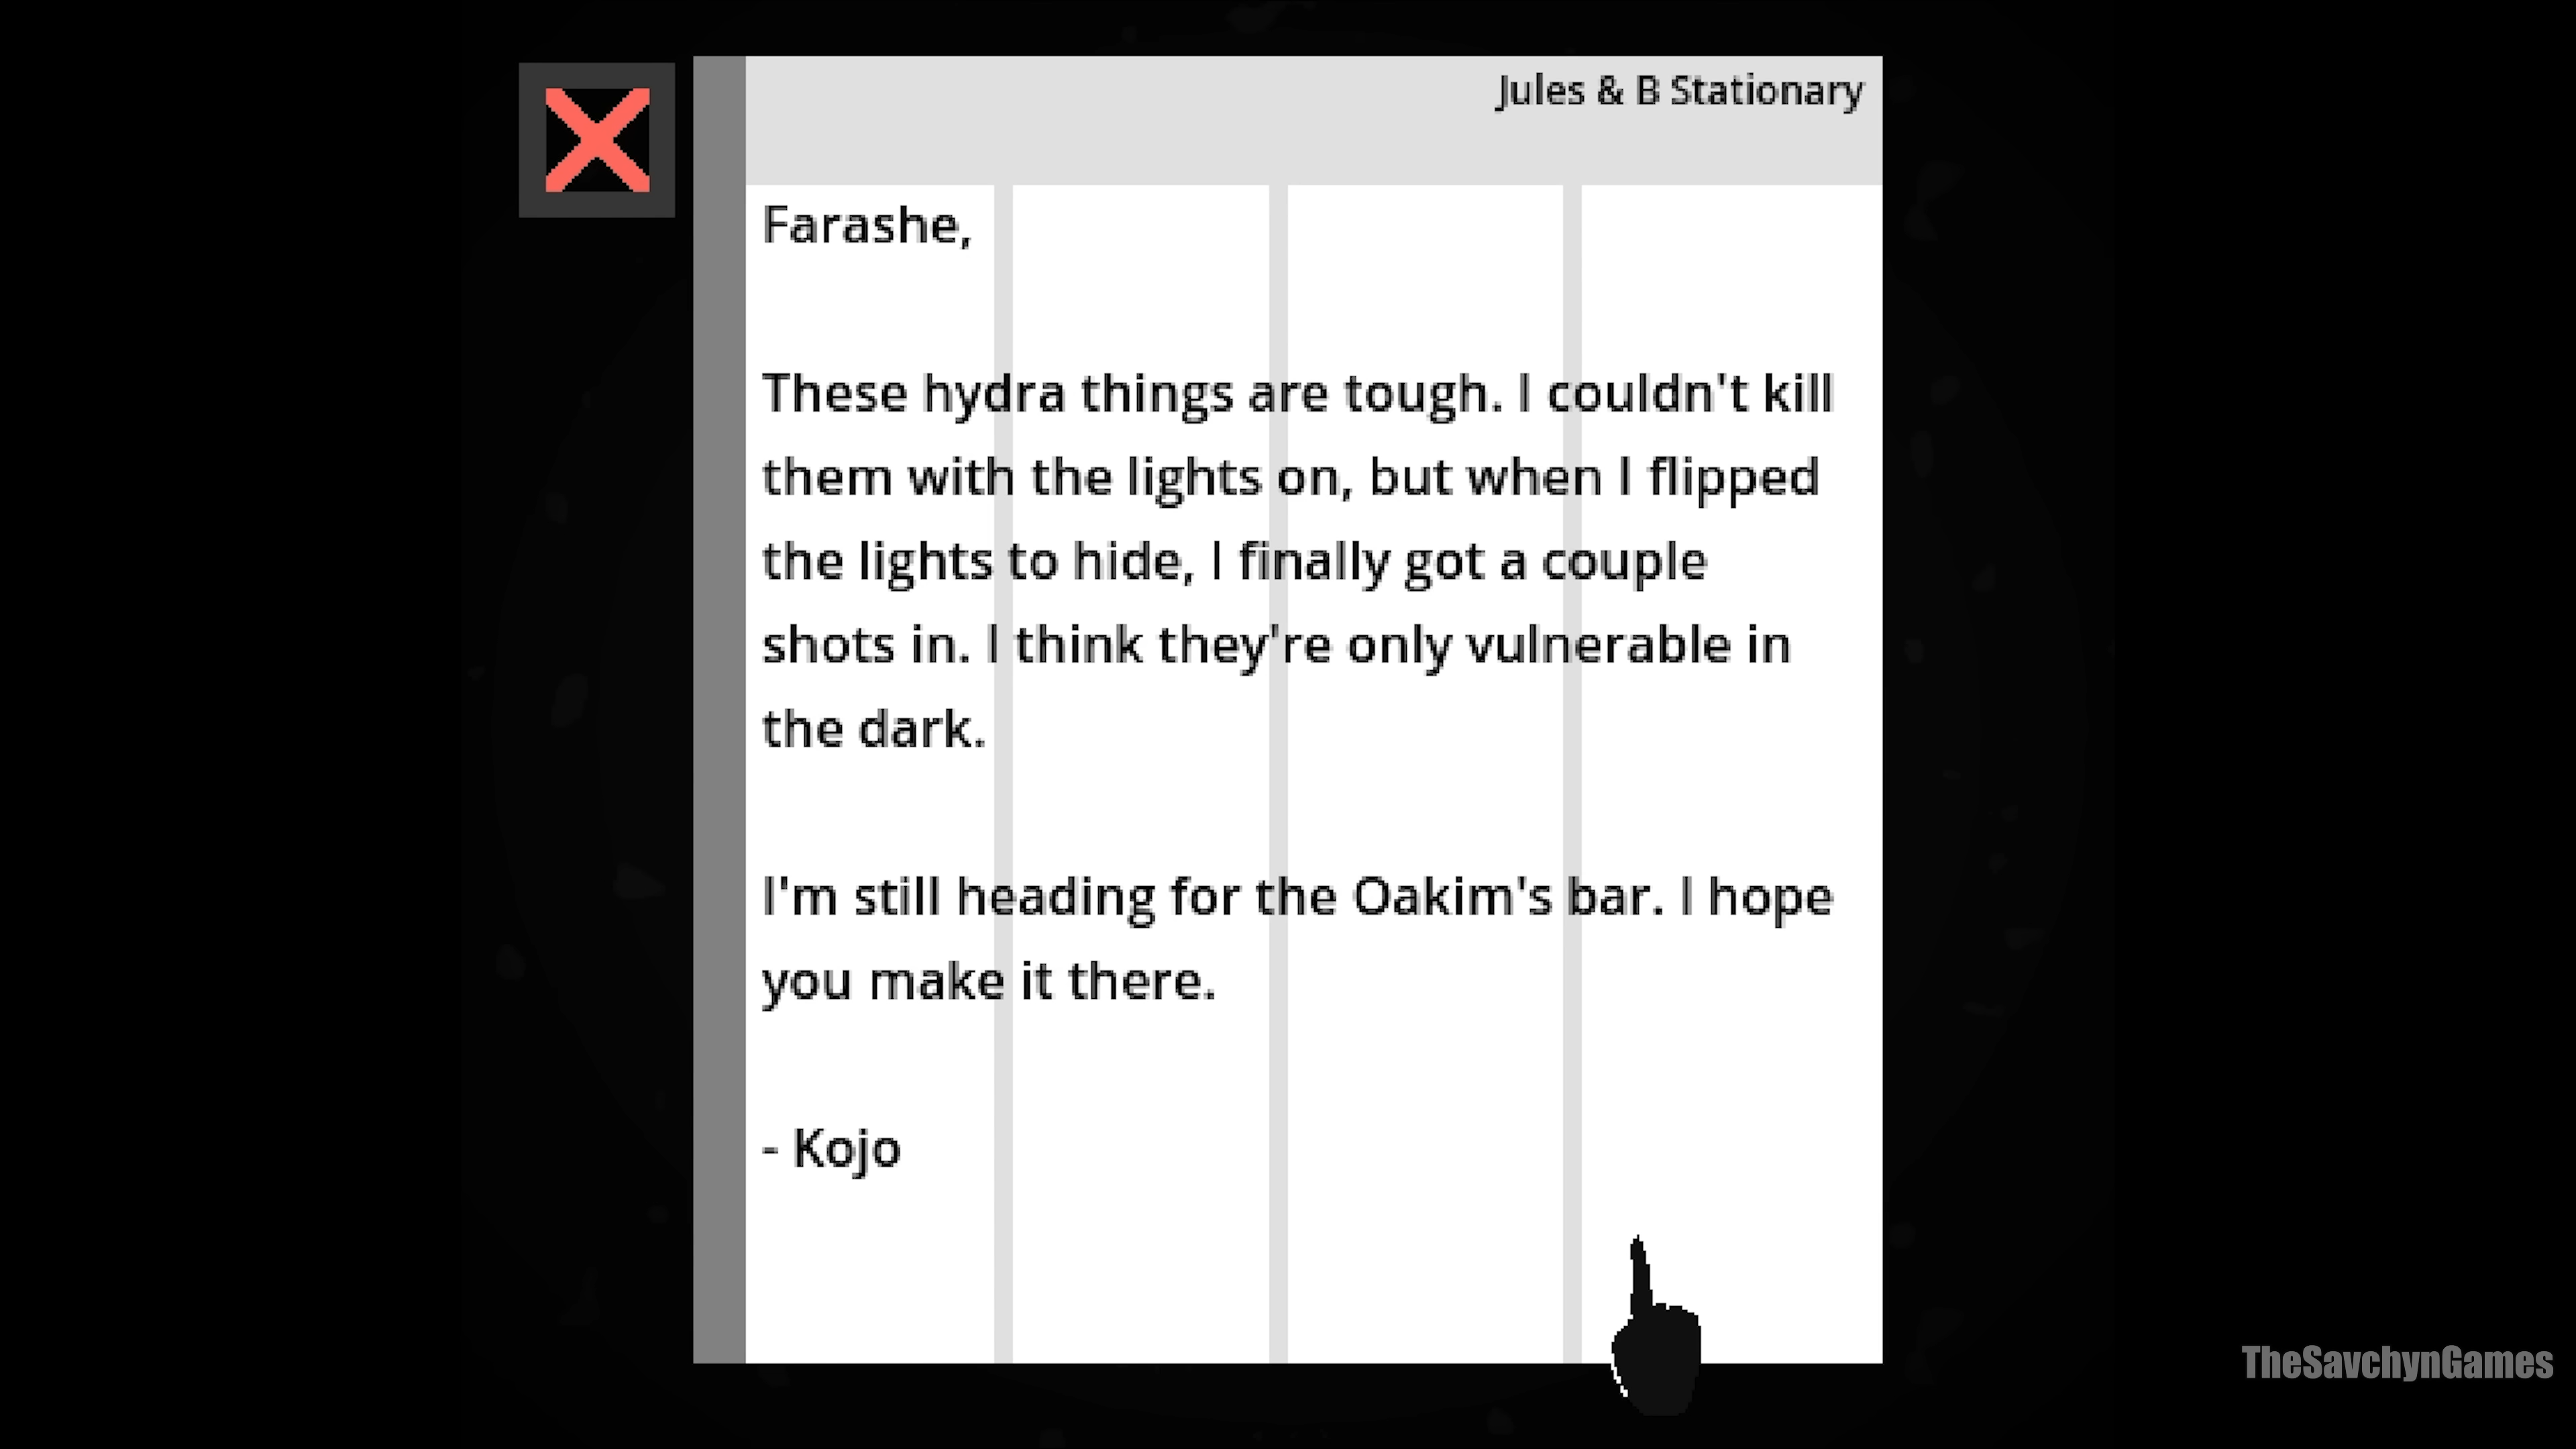 Jules & B Stationary
Farashe,
These hydra things are tough. I couldn't kill
them with the lights on, but when I flipped
the lights to hide, I finally got a couple
shots in. I think they're only vulnerable in
the dark.
I'm still heading for the Oakim's bar. I hope
you make it there.
- Kojo
TheSavchynGames